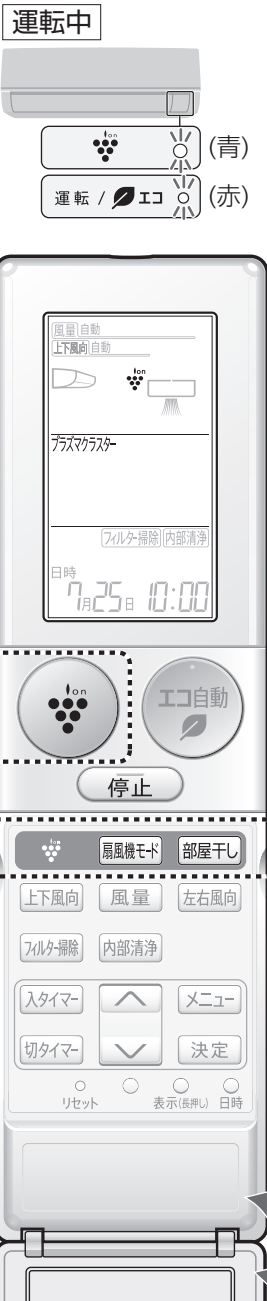 運転中
ion
(青)
運転 / エコ
(赤)
風量 自動
上下風向 自動
ion
プラズマクラスター
フィルター掃除 内部清浄
日時
7月25日 10:00
ion
エコ自動
停止
ion
扇風機モード 部屋干し
上下風向 風量 左右風向
フィルター掃除 内部清浄
入タイマー メニュー
切タイマー 決定
リセット 表示(長押し) 日時